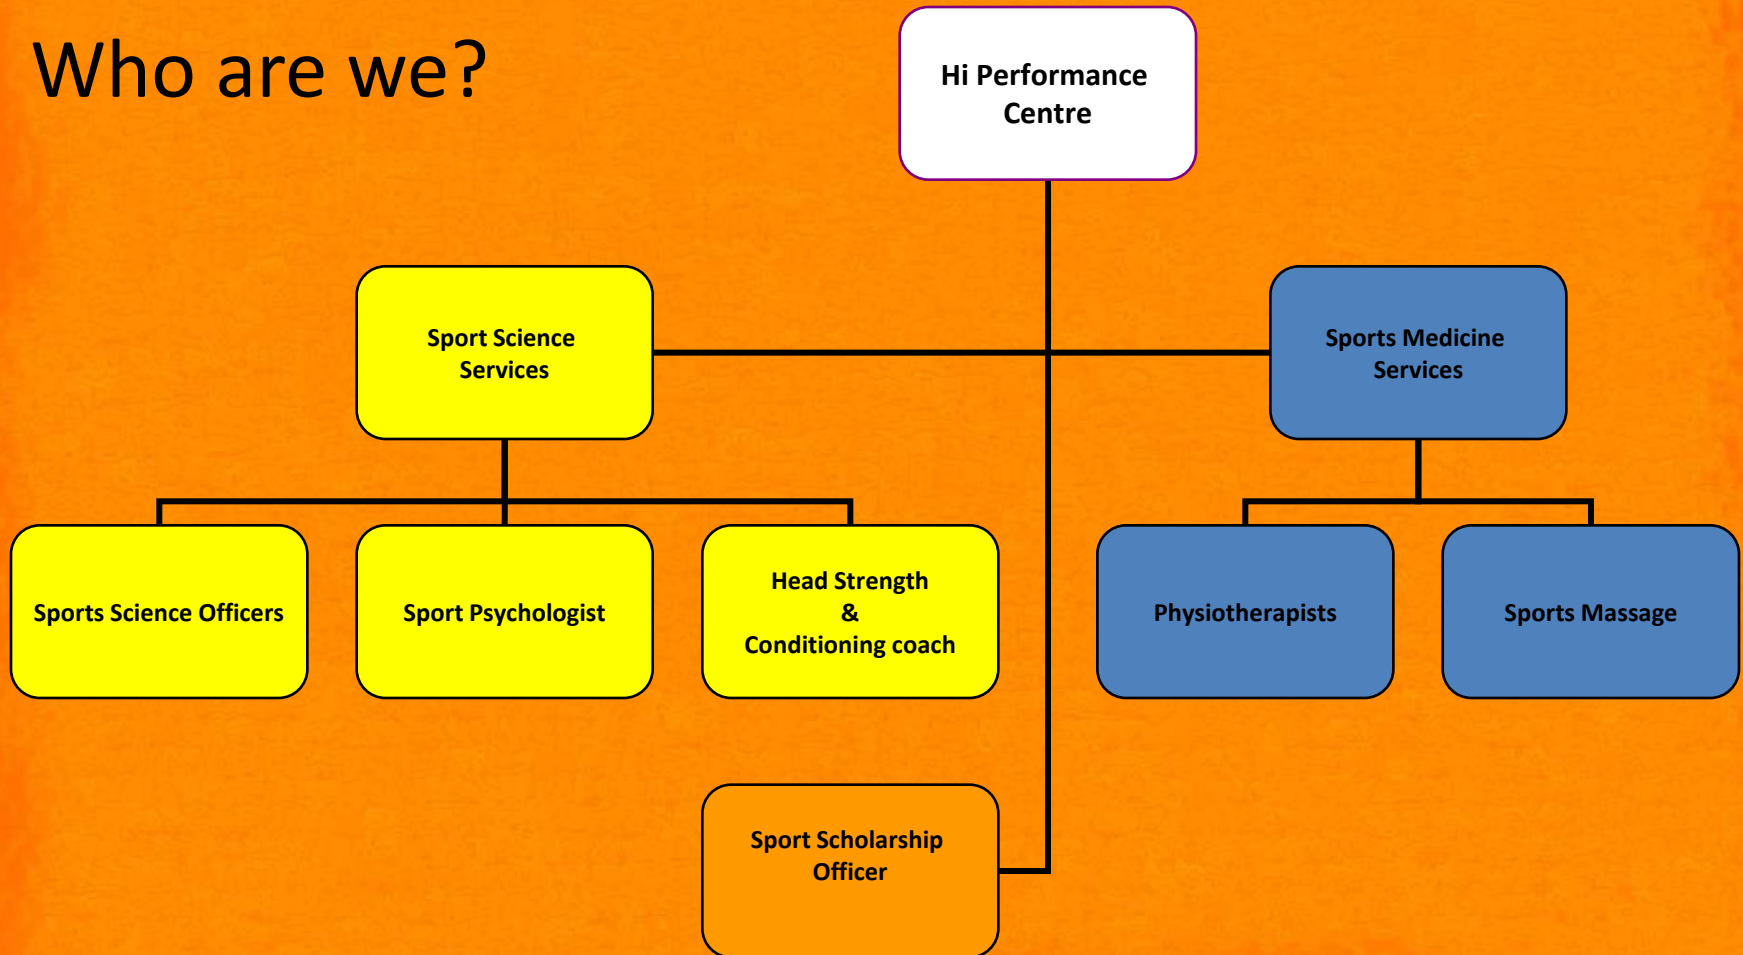 Who are we?
Hi Performance
Centre
Sport Science
Services
Sports Medicine
Services
Sports Science Officers
Sport Psychologist
Head Strength
&
Conditioning coach
Physiotherapists
Sports Massage
Sport Scholarship
Officer